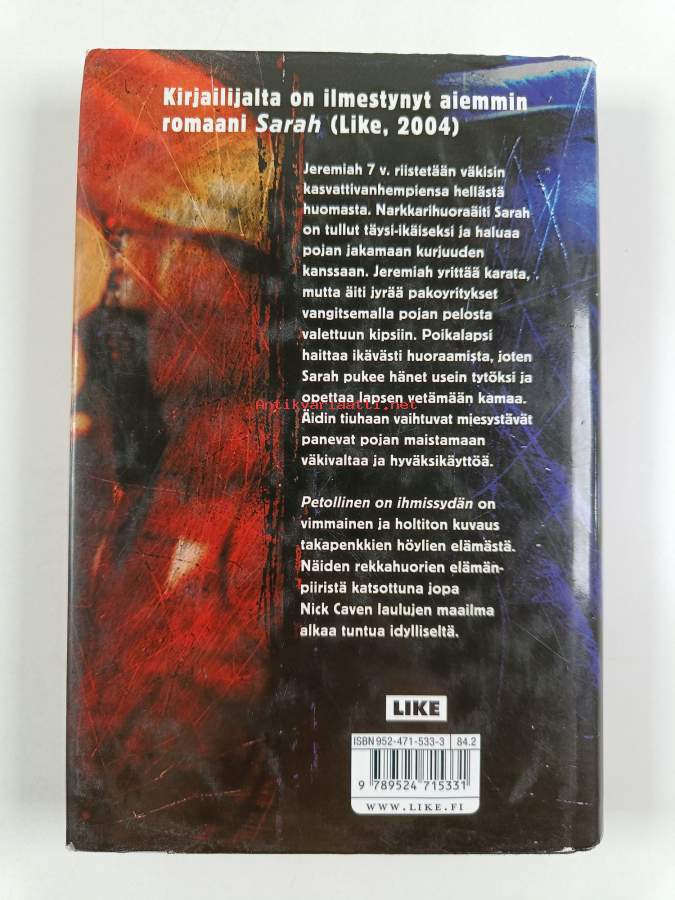 Kirjailijalta on ilmestynyt aiemmin
romaani Sarah (Like, 2004)
Jeremiah 7 v. riistetään väkisin
kasvattivanhempiensa hellästä
huomasta. Narkkarihuoraäiti Sarah
on tullut täysi-ikäiseksi ja haluaa
pojan jakamaan kurjuuden
kanssaan. Jeremiah yrittää karata,
mutta äiti jyrää pakoyritykset
vangitsemalla pojan pelosta
valettuun kipsiin. Poikalapsi
haittaa ikävästi huoraamista, joten
Sarah pukee hänet usein tytöksi ja
opettaa lapsen vetämään kamaa.
Äidin tiuhaan vaihtuvat miesystävät
panevat pojan maistamaan
väkivaltaa ja hyväksikäyttöä.
Antikvariaatti.net
Petollinen on ihmissydän on
vimmainen ja holtiton kuvaus
takapenkkien höylien elämästä.
Näiden rekkahuorien elämän-
piiristä katsottuna jopa
Nick Caven laulujen maailma
alkaa tuntua idylliseltä.
LIKE
ISBN 952-471-533-3 84.2
9 789524 715331
WWW.LIKE.FI